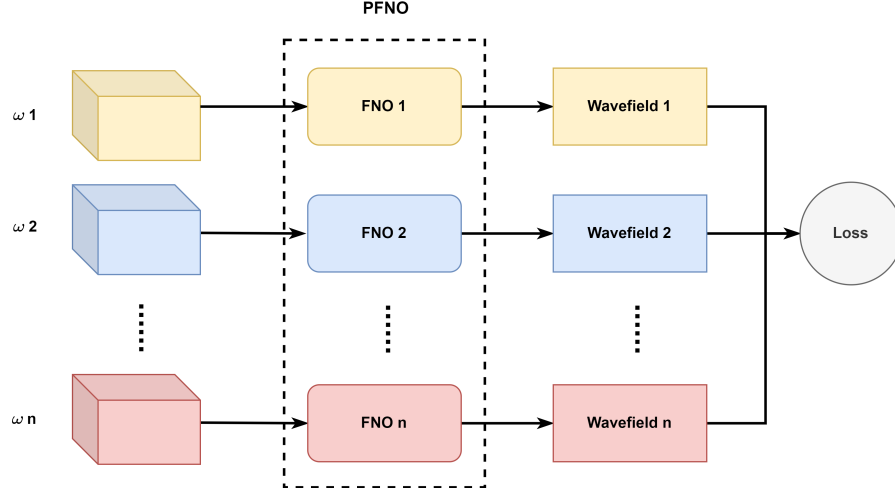 PFNO
ω 1
FNO 1
Wavefield 1
ω 2
FNO 2
Wavefield 2
Loss
ω n
FNO n
Wavefield n